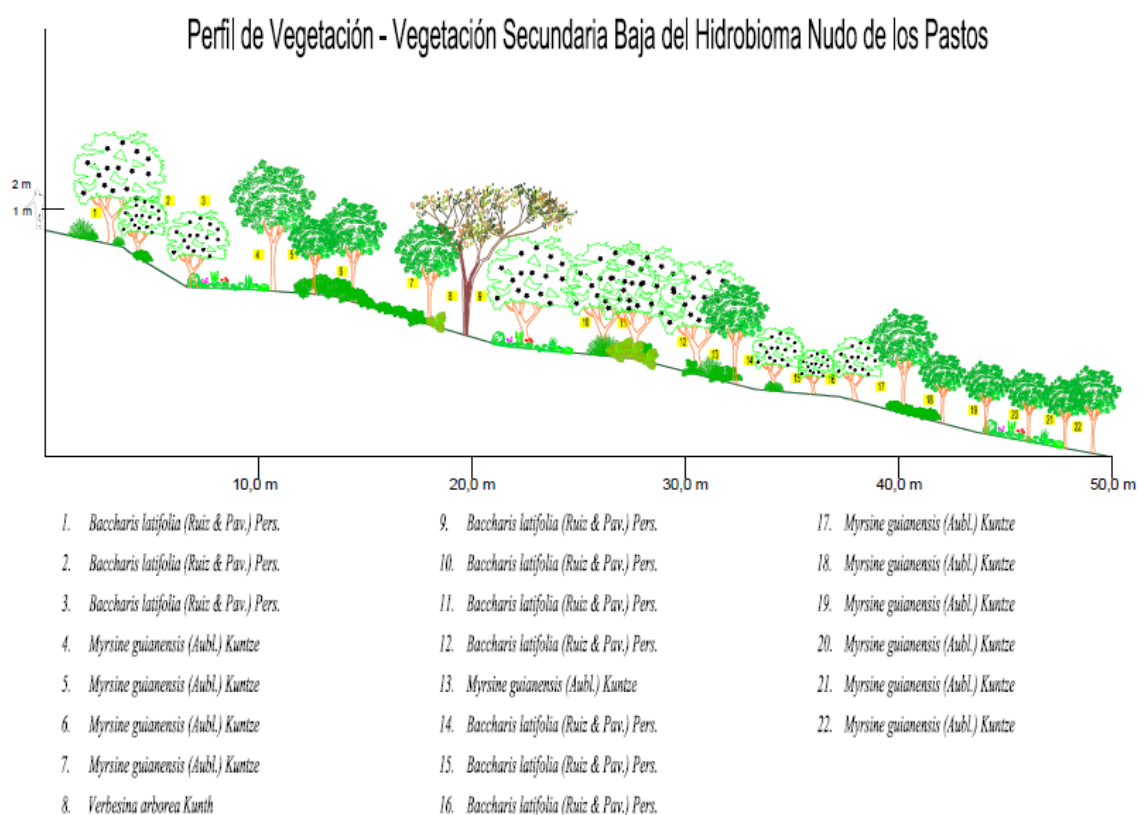 Perfil de Vegetación - Vegetación Secundaria Baja del Hidrobioma Nudo de los Pastos
2 m
1 m
1
2
3
4
5
6
7
8
9
10
11
12
13
14
15
16
17
18
19
20
21
22
10,0 m
20,0 m
30,0 m
40,0 m
50,0 m
1. Baccharis latifolia (Ruiz & Pav.) Pers.
2. Baccharis latifolia (Ruiz & Pav.) Pers.
3. Baccharis latifolia (Ruiz & Pav.) Pers.
4. Myrsine guianensis (Aubl.) Kuntze
5. Myrsine guianensis (Aubl.) Kuntze
6. Myrsine guianensis (Aubl.) Kuntze
7. Myrsine guianensis (Aubl.) Kuntze
8. Verbesina arborea Kunth
9. Baccharis latifolia (Ruiz & Pav.) Pers.
10. Baccharis latifolia (Ruiz & Pav.) Pers.
11. Baccharis latifolia (Ruiz & Pav.) Pers.
12. Baccharis latifolia (Ruiz & Pav.) Pers.
13. Myrsine guianensis (Aubl.) Kuntze
14. Baccharis latifolia (Ruiz & Pav.) Pers.
15. Baccharis latifolia (Ruiz & Pav.) Pers.
16. Baccharis latifolia (Ruiz & Pav.) Pers.
17. Myrsine guianensis (Aubl.) Kuntze
18. Myrsine guianensis (Aubl.) Kuntze
19. Myrsine guianensis (Aubl.) Kuntze
20. Myrsine guianensis (Aubl.) Kuntze
21. Myrsine guianensis (Aubl.) Kuntze
22. Myrsine guianensis (Aubl.) Kuntze